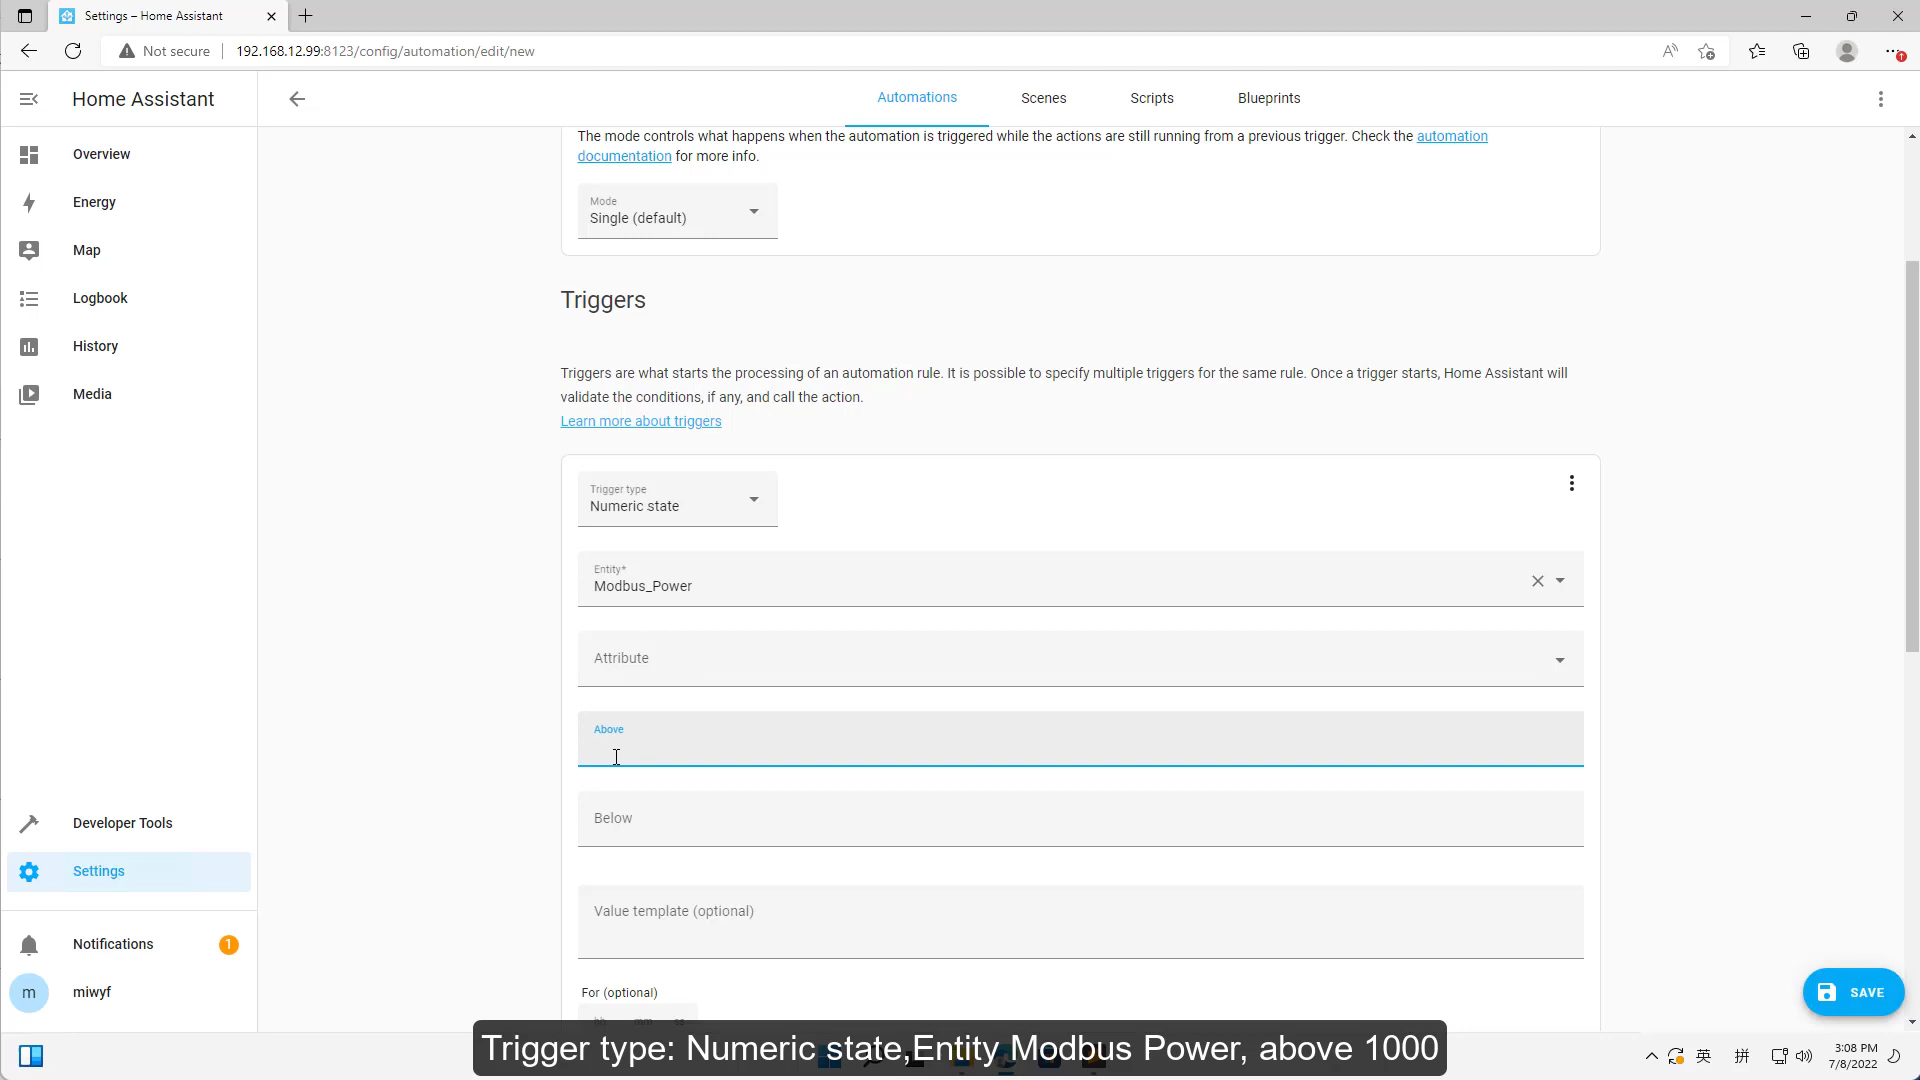 Settings – Home Assistant
Not secure
192.168.12.99:8123/config/automation/edit/new
Home Assistant
Automations
Scenes
Scripts
Blueprints
Overview
Energy
Map
Logbook
History
Media
Developer Tools
Settings
Notifications
1
m
miwyf
The mode controls what happens when the automation is triggered while the actions are still running from a previous trigger. Check the automation
documentation for more info.
Mode
Single (default)
Triggers
Triggers are what starts the processing of an automation rule. It is possible to specify multiple triggers for the same rule. Once a trigger starts, Home Assistant will
validate the conditions, if any, and call the action.
Learn more about triggers
Trigger type
Numeric state
Entity*
Modbus_Power
Attribute
Above
Below
Value template (optional)
For (optional)
hh mm ss
SAVE
Trigger type: Numeric state,Entity Modbus Power, above 1000
英
拼
3:08 PM
7/8/2022